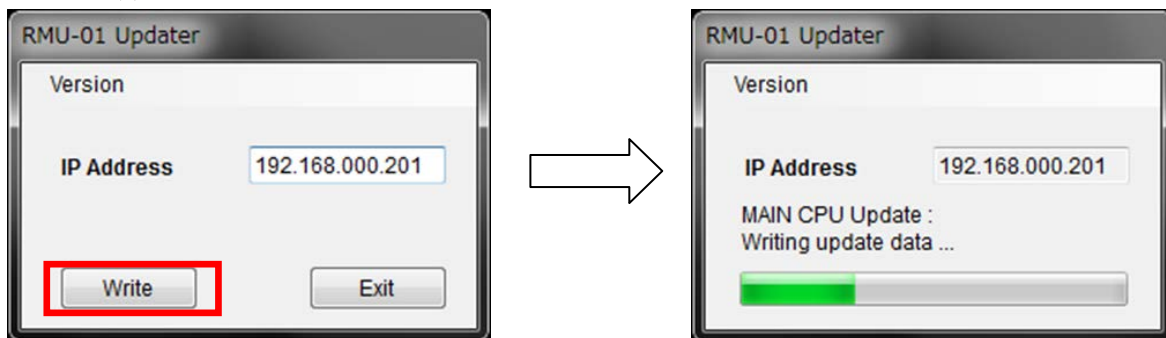 RMU-01 Updater
Version
IP Address 192.168.000.201
Write Exit
RMU-01 Updater
Version
IP Address 192.168.000.201
MAIN CPU Update :
Writing update data ...